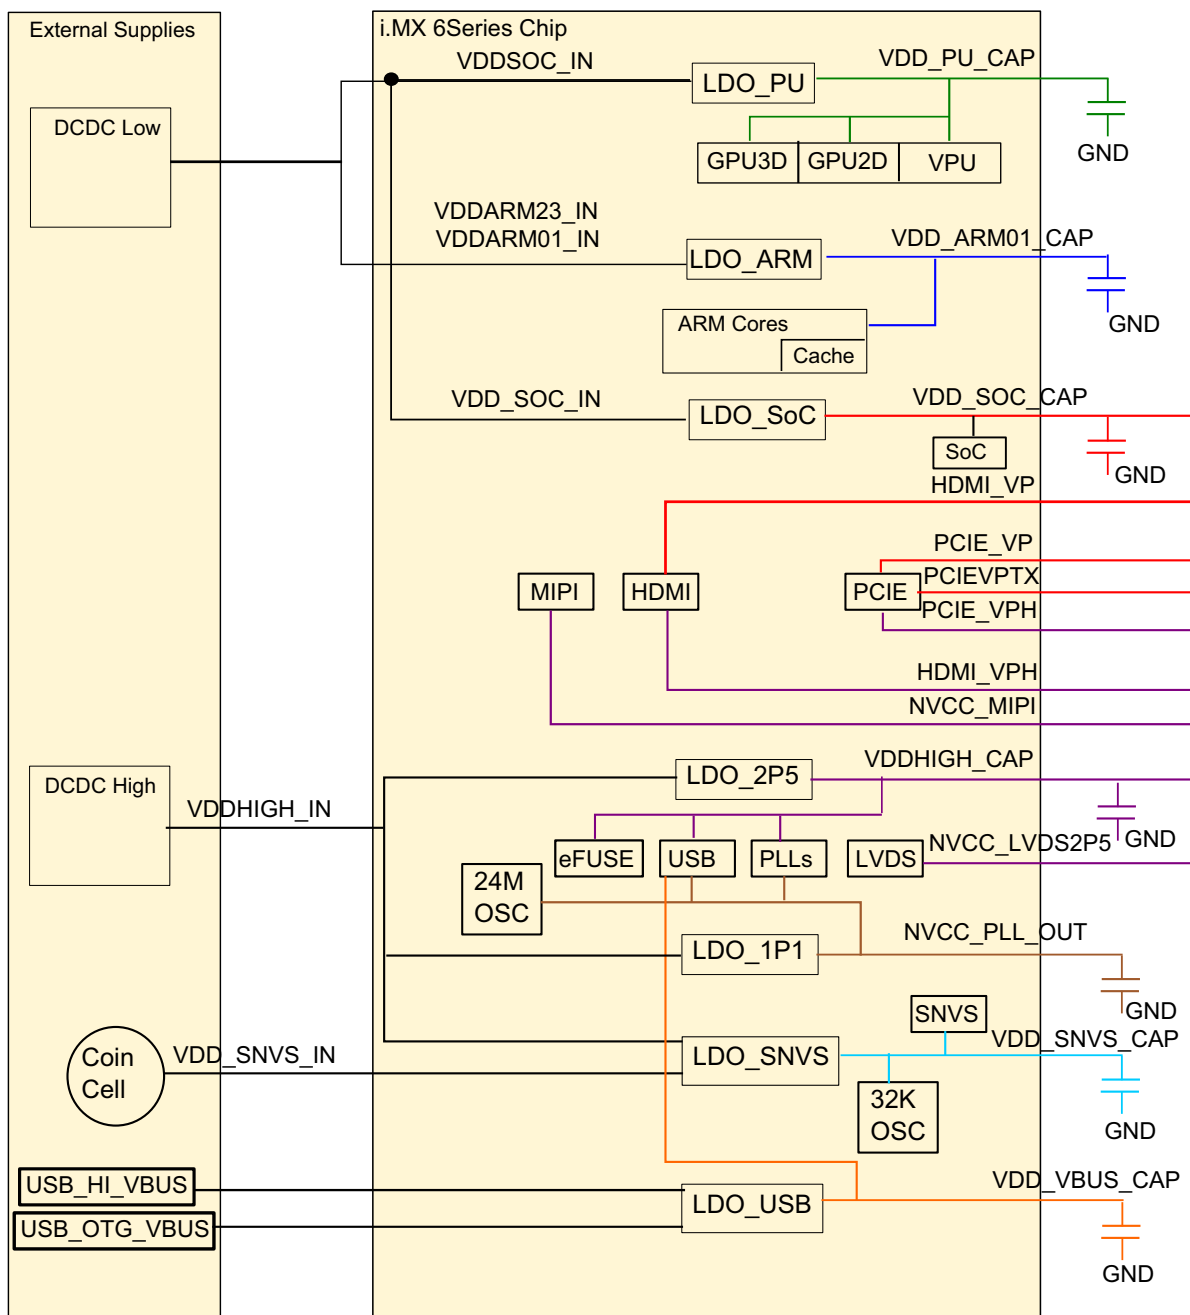 External Supplies
i.MX 6Series Chip
VDDSOC_IN
VDD_PU_CAP
LDO_PU
DCDC Low
GND
GPU3D
GPU2D
VPU
VDDARM23_IN
VDDARM01_IN
VDD_ARM01_CAP
LDO_ARM
GND
ARM Cores
Cache
VDD_SOC_IN
VDD_SOC_CAP
LDO_SoC
SoC
GND
HDMI_VP
PCIE_VP
PCIEVPTX
MIPI
HDMI
PCIE
PCIE_VPH
HDMI_VPH
NVCC_MIPI
VDDHIGH_CAP
DCDC High
LDO_2P5
VDDHIGH_IN
GND
NVCC_LVDS2P5
eFUSE
USB
PLLs
LVDS
24M
OSC
NVCC_PLL_OUT
LDO_1P1
GND
SNVS
VDD_SNVS_CAP
Coin
Cell
VDD_SNVS_IN
LDO_SNVS
32K
OSC
GND
USB_HI_VBUS
VDD_VBUS_CAP
LDO_USB
USB_OTG_VBUS
GND